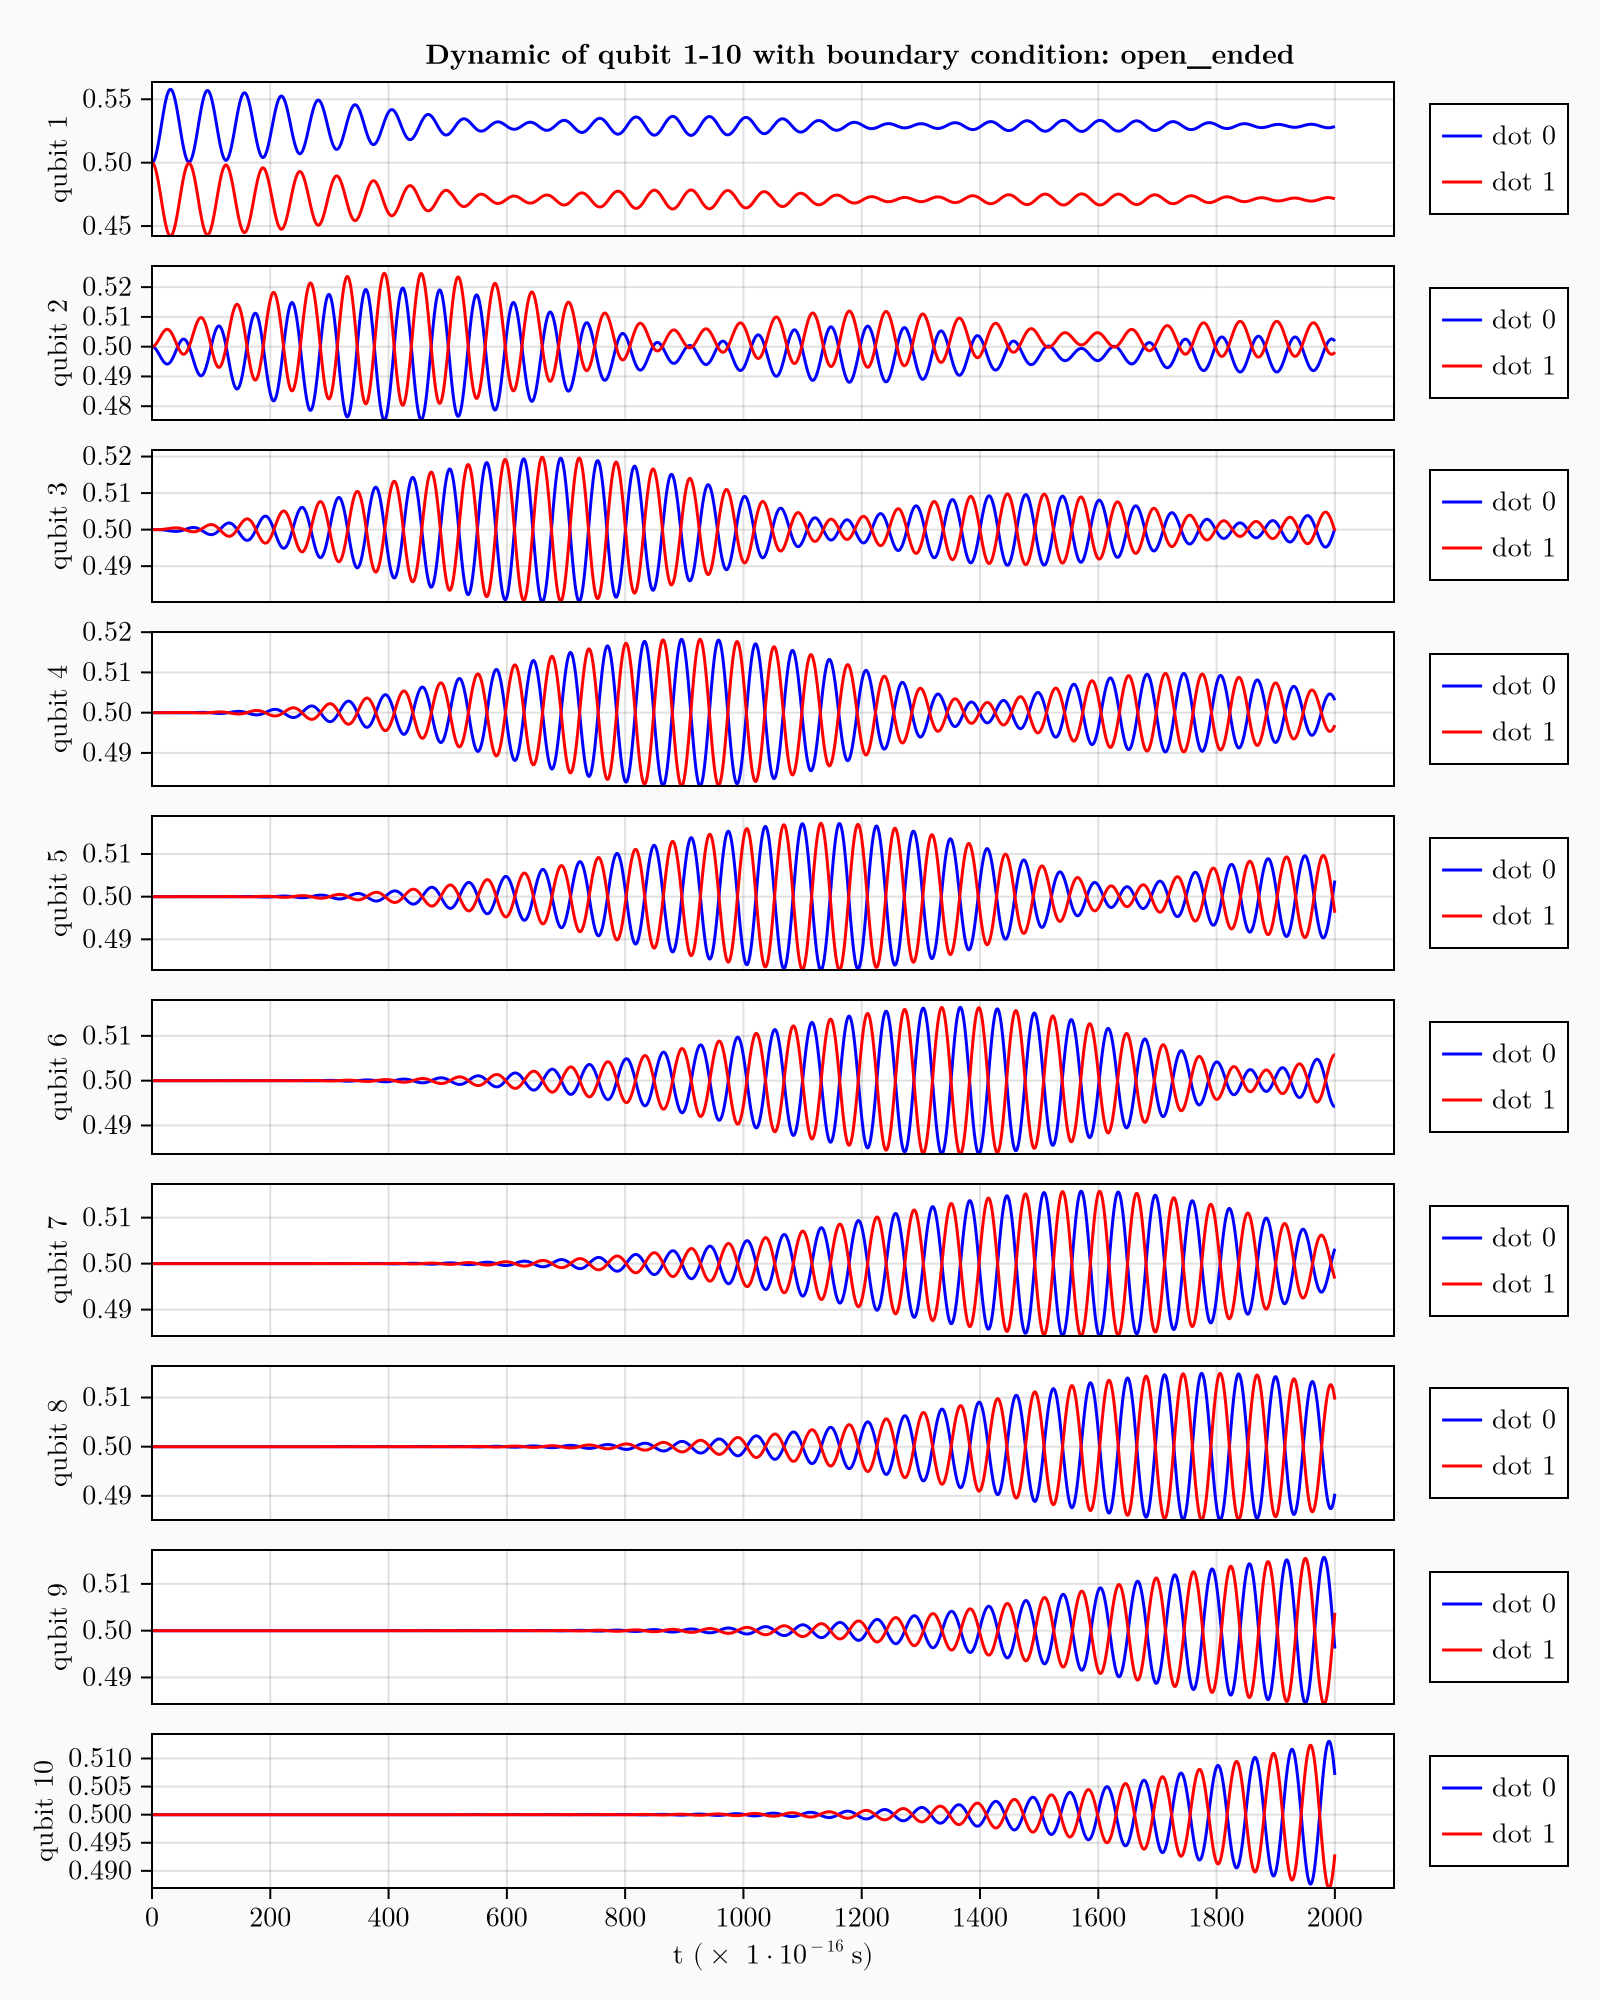 Dynamic of qubit 1-10 with boundary condition: open_ended
qubit 1
0.55
0.50
0.45
dot 0
dot 1
qubit 2
0.52
0.51
0.50
0.49
0.48
dot 0
dot 1
qubit 3
0.52
0.51
0.50
0.49
dot 0
dot 1
qubit 4
0.52
0.51
0.50
0.49
dot 0
dot 1
qubit 5
0.51
0.50
0.49
dot 0
dot 1
qubit 6
0.51
0.50
0.49
dot 0
dot 1
qubit 7
0.51
0.50
0.49
dot 0
dot 1
qubit 8
0.51
0.50
0.49
dot 0
dot 1
qubit 9
0.51
0.50
0.49
dot 0
dot 1
qubit 10
0.510
0.505
0.500
0.495
0.490
dot 0
dot 1
0 200 400 600 800 1000 1200 1400 1600 1800 2000
t ( × 1 · 10⁻¹⁶ s)